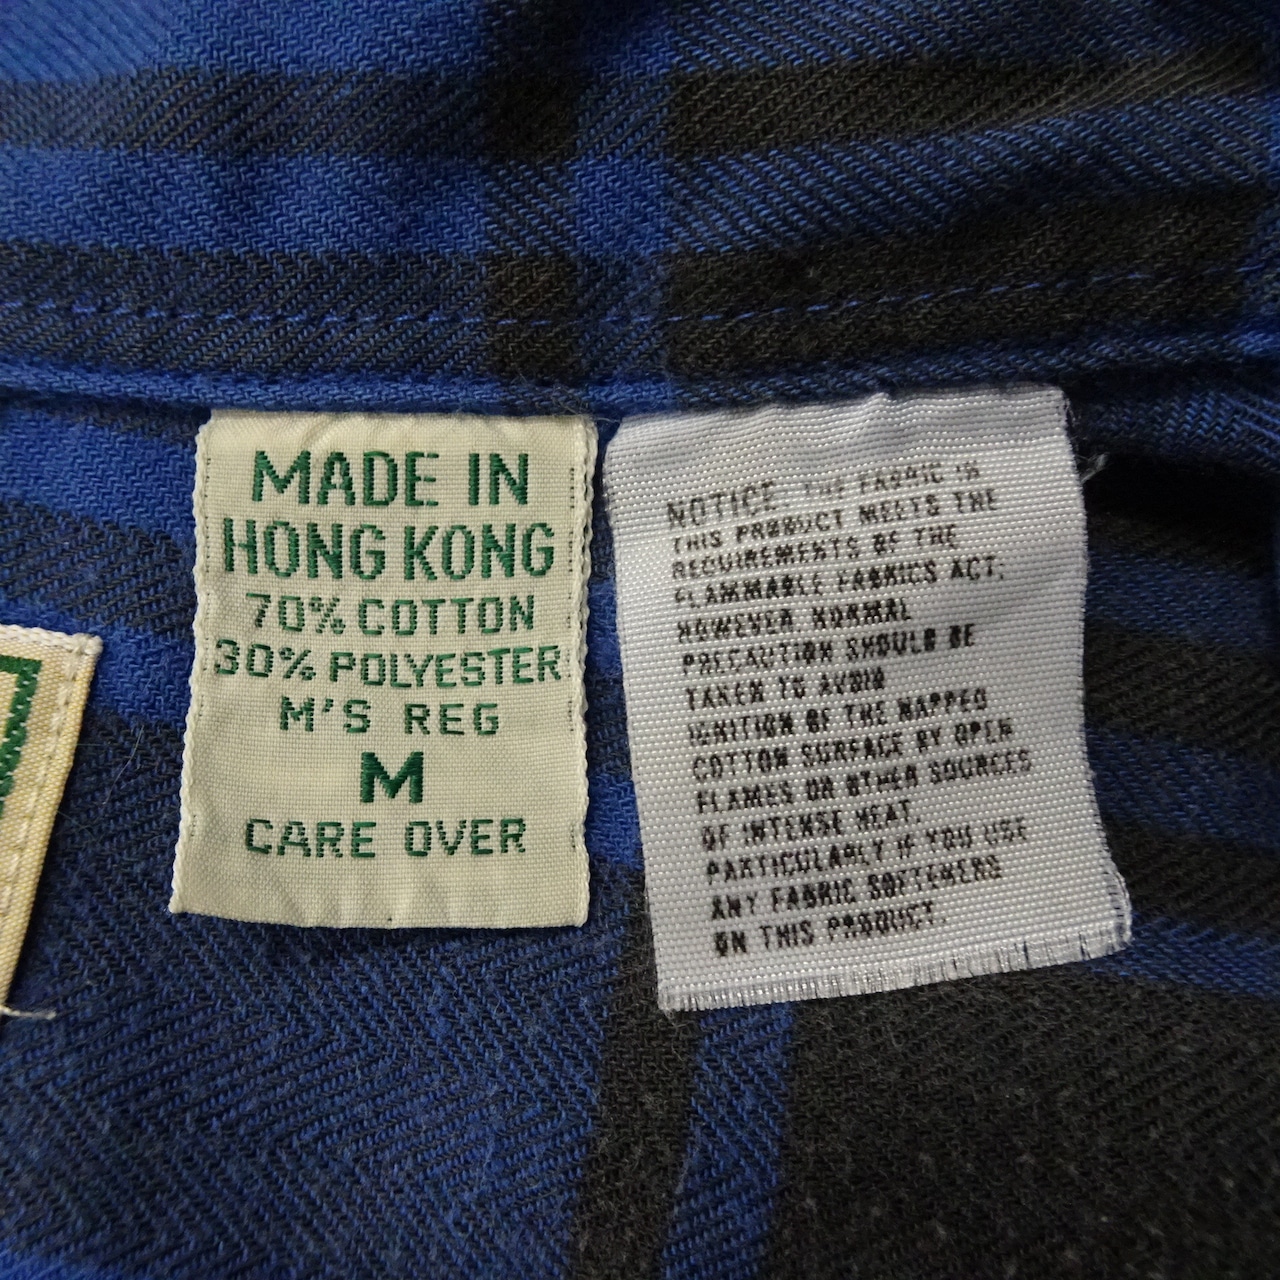 MADE IN
HONG KONG
70% COTTON
30% POLYESTER
M'S REG
M
CARE OVER
NOTICE: THE FABRIC IN
THIS PRODUCT MEETS THE
REQUIREMENTS OF THE
FLAMMABLE FABRICS ACT;
HOWEVER, NORMAL
PRECAUTION SHOULD BE
TAKEN TO AVOID
IGNITION OF THE NAPPED
COTTON SURFACE BY OPEN
FLAMES OR OTHER SOURCES
OF INTENSE HEAT.
PARTICULARLY IF YOU USE
ANY FABRIC SOFTENERS
ON THIS PRODUCT.